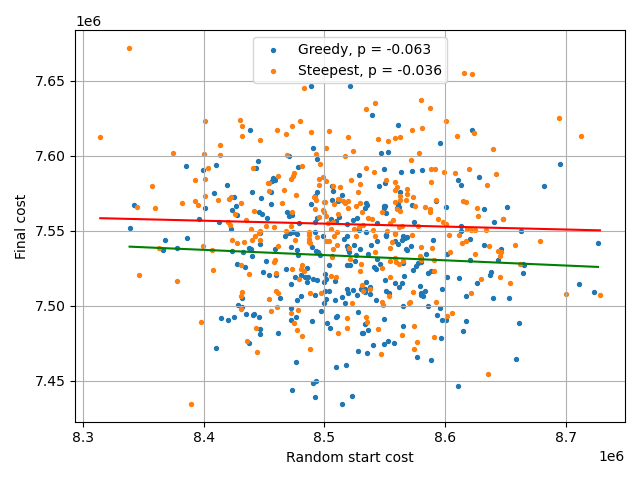 1e6
Greedy, p = -0.063
Steepest, p = -0.036
7.65
7.60
7.55
7.50
7.45
Final cost
8.3 8.4 8.5 8.6 8.7
Random start cost
1e6